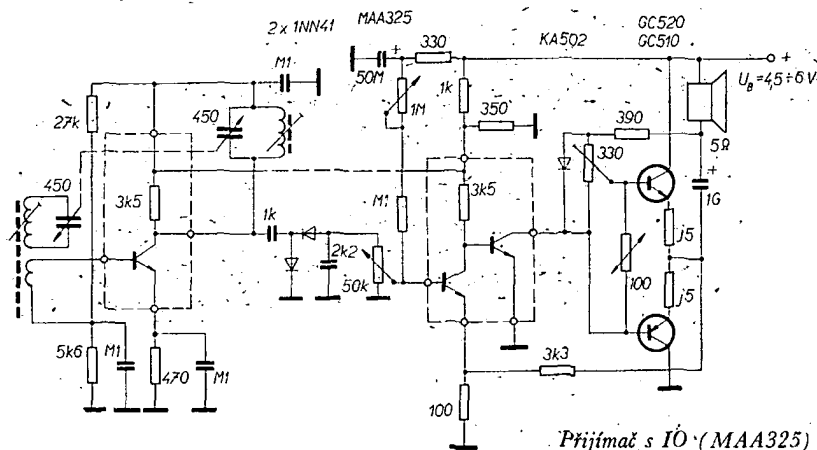 2 x 1NN41
MAA325
KA502
GC520
GC510
M1
50M
+
330
+
U_B = 4,5 ÷ 6 V
27k
450
1M
1k
350
390
330
5Ω
450
3k5
M1
3k5
+
1G
1k
2k2
50k
100
j5
j5
5k6
M1
470
M1
3k3
100
Přijímač s IO (MAA325)